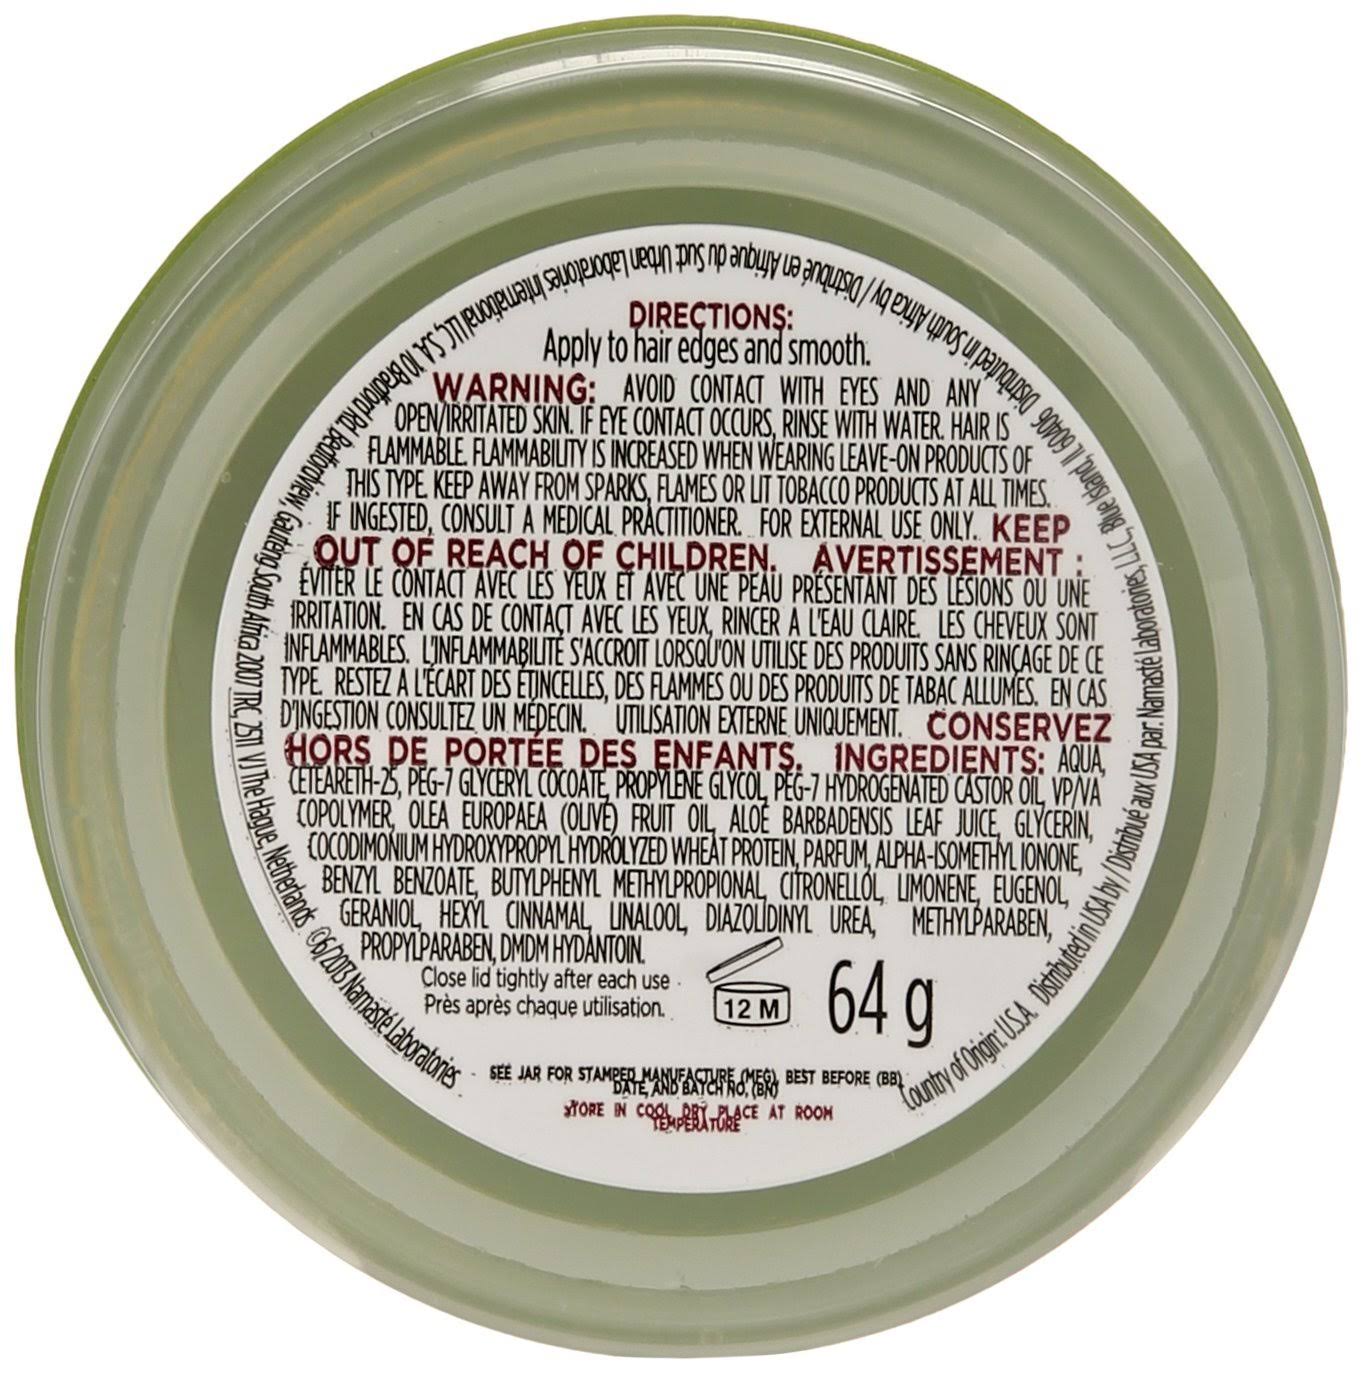 DIRECTIONS:
Apply to hair edges and smooth.
WARNING: AVOID CONTACT WITH EYES AND ANY
OPEN/IRRITATED SKIN. IF EYE CONTACT OCCURS, RINSE WITH WATER. HAIR IS
FLAMMABLE. FLAMMABILITY IS INCREASED WHEN WEARING LEAVE-ON PRODUCTS OF
THIS TYPE. KEEP AWAY FROM SPARKS, FLAMES OR LIT TOBACCO PRODUCTS AT ALL TIMES.
IF INGESTED, CONSULT A MEDICAL PRACTITIONER. FOR EXTERNAL USE ONLY. KEEP
OUT OF REACH OF CHILDREN. AVERTISSEMENT :
ÉVITER LE CONTACT AVEC LES YEUX ET AVEC UNE PEAU PRÉSENTANT DES LÉSIONS OU UNE
IRRITATION. EN CAS DE CONTACT AVEC LES YEUX, RINCER A L'EAU CLAIRE. LES CHEVEUX SONT
INFLAMMABLES. L'INFLAMMABILITÉ S'ACCROIT LORSQU'ON UTILISE DES PRODUITS SANS RINÇAGE DE CE
TYPE. RESTEZ A L'ÉCART DES ÉTINCELLES, DES FLAMMES OU DES PRODUITS DE TABAC ALLUMÉS. EN CAS
D'INGESTION CONSULTEZ UN MÉDECIN. UTILISATION EXTERNE UNIQUEMENT. CONSERVEZ
HORS DE PORTÉE DES ENFANTS. INGREDIENTS: AQUA,
CETEARETH-25, PEG-7 GLYCERYL COCOATE, PROPYLENE GLYCOL, PEG-7 HYDROGENATED CASTOR OIL, VP/VA
COPOLYMER, OLEA EUROPAEA (OLIVE) FRUIT OIL, ALOE BARBADENSIS LEAF JUICE, GLYCERIN,
COCODIMONIUM HYDROXYPROPYL HYDROLYZED WHEAT PROTEIN, PARFUM, ALPHA-ISOMETHYL IONONE,
BENZYL BENZOATE, BUTYLPHENYL METHYLPROPIONAL, CITRONELLOL, LIMONENE, EUGENOL,
GERANIOL, HEXYL CINNAMAL, LINALOOL, DIAZOLIDINYL UREA, METHYLPARABEN,
PROPYLPARABEN, DMDM HYDANTOIN.
Close lid tightly after each use
Près après chaque utilisation.
12 M
64 g
SEE JAR FOR STAMPED MANUFACTURE (MFG), BEST BEFORE (BB),
DATE, AND BATCH NO. (BN)
STORE IN COOL DRY PLACE AT ROOM
TEMPERATURE
Country of Origin: U.S.A. Distributed in USA by / Distribué aux USA par: Namasté Laboratories, LLC, Blue Island, IL 60406 Distributed in South Africa by / Distribué en Afrique du Sud: Urban Laboratories International LLC, S.A. 10 Bradford Rd., Bedfordview, Gauteng South Africa 2007 TRC, 2511 VJ The Hague, Netherlands ©6/2013 Namasté Laboratories